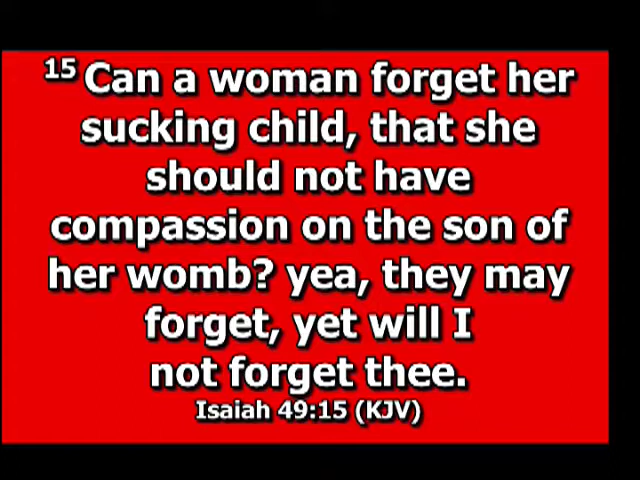 15 Can a woman forget her
sucking child, that she
should not have
compassion on the son of
her womb? yea, they may
forget, yet will I
not forget thee.
Isaiah 49:15 (KJV)